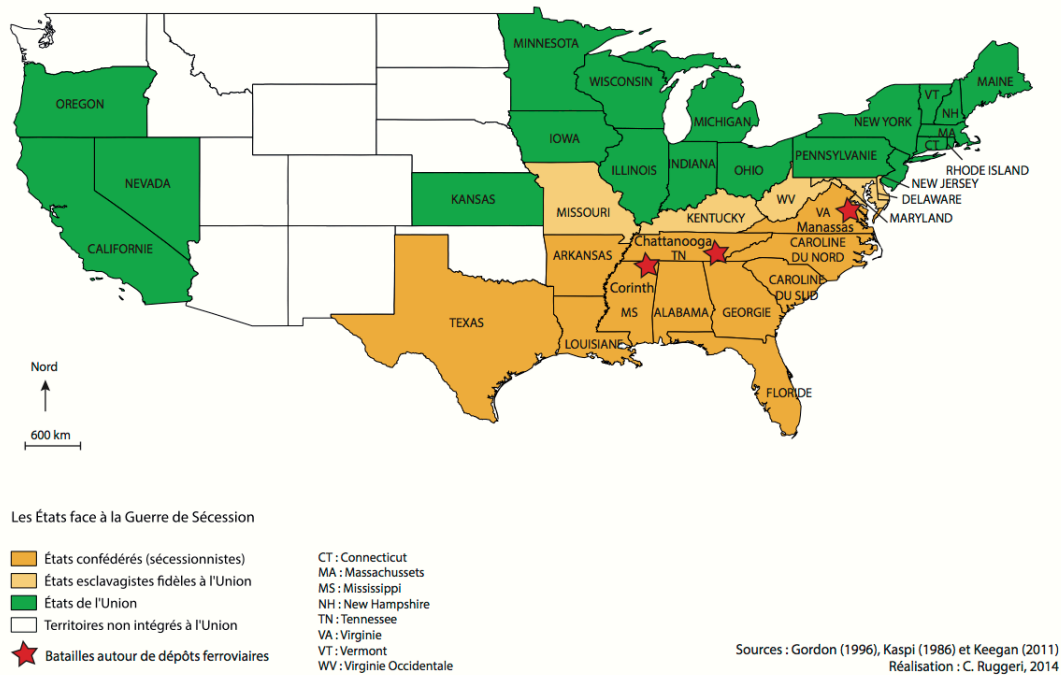 MINNESOTA
WISCONSIN
MAINE
OREGON
VT
NH
MICHIGAN
NEW YORK
MA
IOWA
CT
PENNSYLVANIE
RHODE ISLAND
ILLINOIS
INDIANA
OHIO
NEVADA
NEW JERSEY
KANSAS
WV
DELAWARE
MISSOURI
KENTUCKY
VA
MARYLAND
Manassas
CALIFORNIE
Chattanooga
TN
CAROLINE
DU NORD
ARKANSAS
CAROLINE
DU SUD
Corinth
MS
ALABAMA
GEORGIE
TEXAS
LOUISIANE
Nord
FLORIDE
600 km
Les États face à la Guerre de Sécession
États confédérés (sécessionnistes)
États esclavagistes fidèles à l'Union
États de l'Union
Territoires non intégrés à l'Union
Batailles autour de dépôts ferroviaires
CT : Connecticut
MA : Massachussets
MS : Mississippi
NH : New Hampshire
TN : Tennessee
VA : Virginie
VT : Vermont
WV : Virginie Occidentale
Sources : Gordon (1996), Kaspi (1986) et Keegan (2011)
Réalisation : C. Ruggeri, 2014